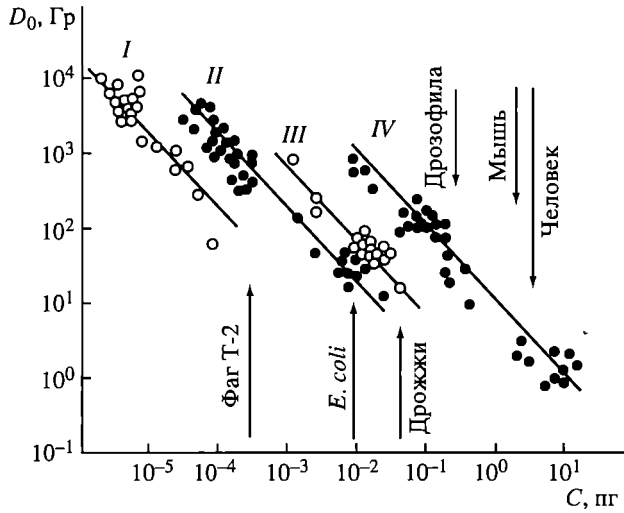 D₀, Гр
I
II
III
IV
Дрозофила
Мышь
Человек
10⁴
10³
10²
10¹
10⁰
10⁻¹
Фаг Т-2
E. coli
Дрожжи
10⁻⁵
10⁻⁴
10⁻³
10⁻²
10⁻¹
10⁰
10¹
C, пг